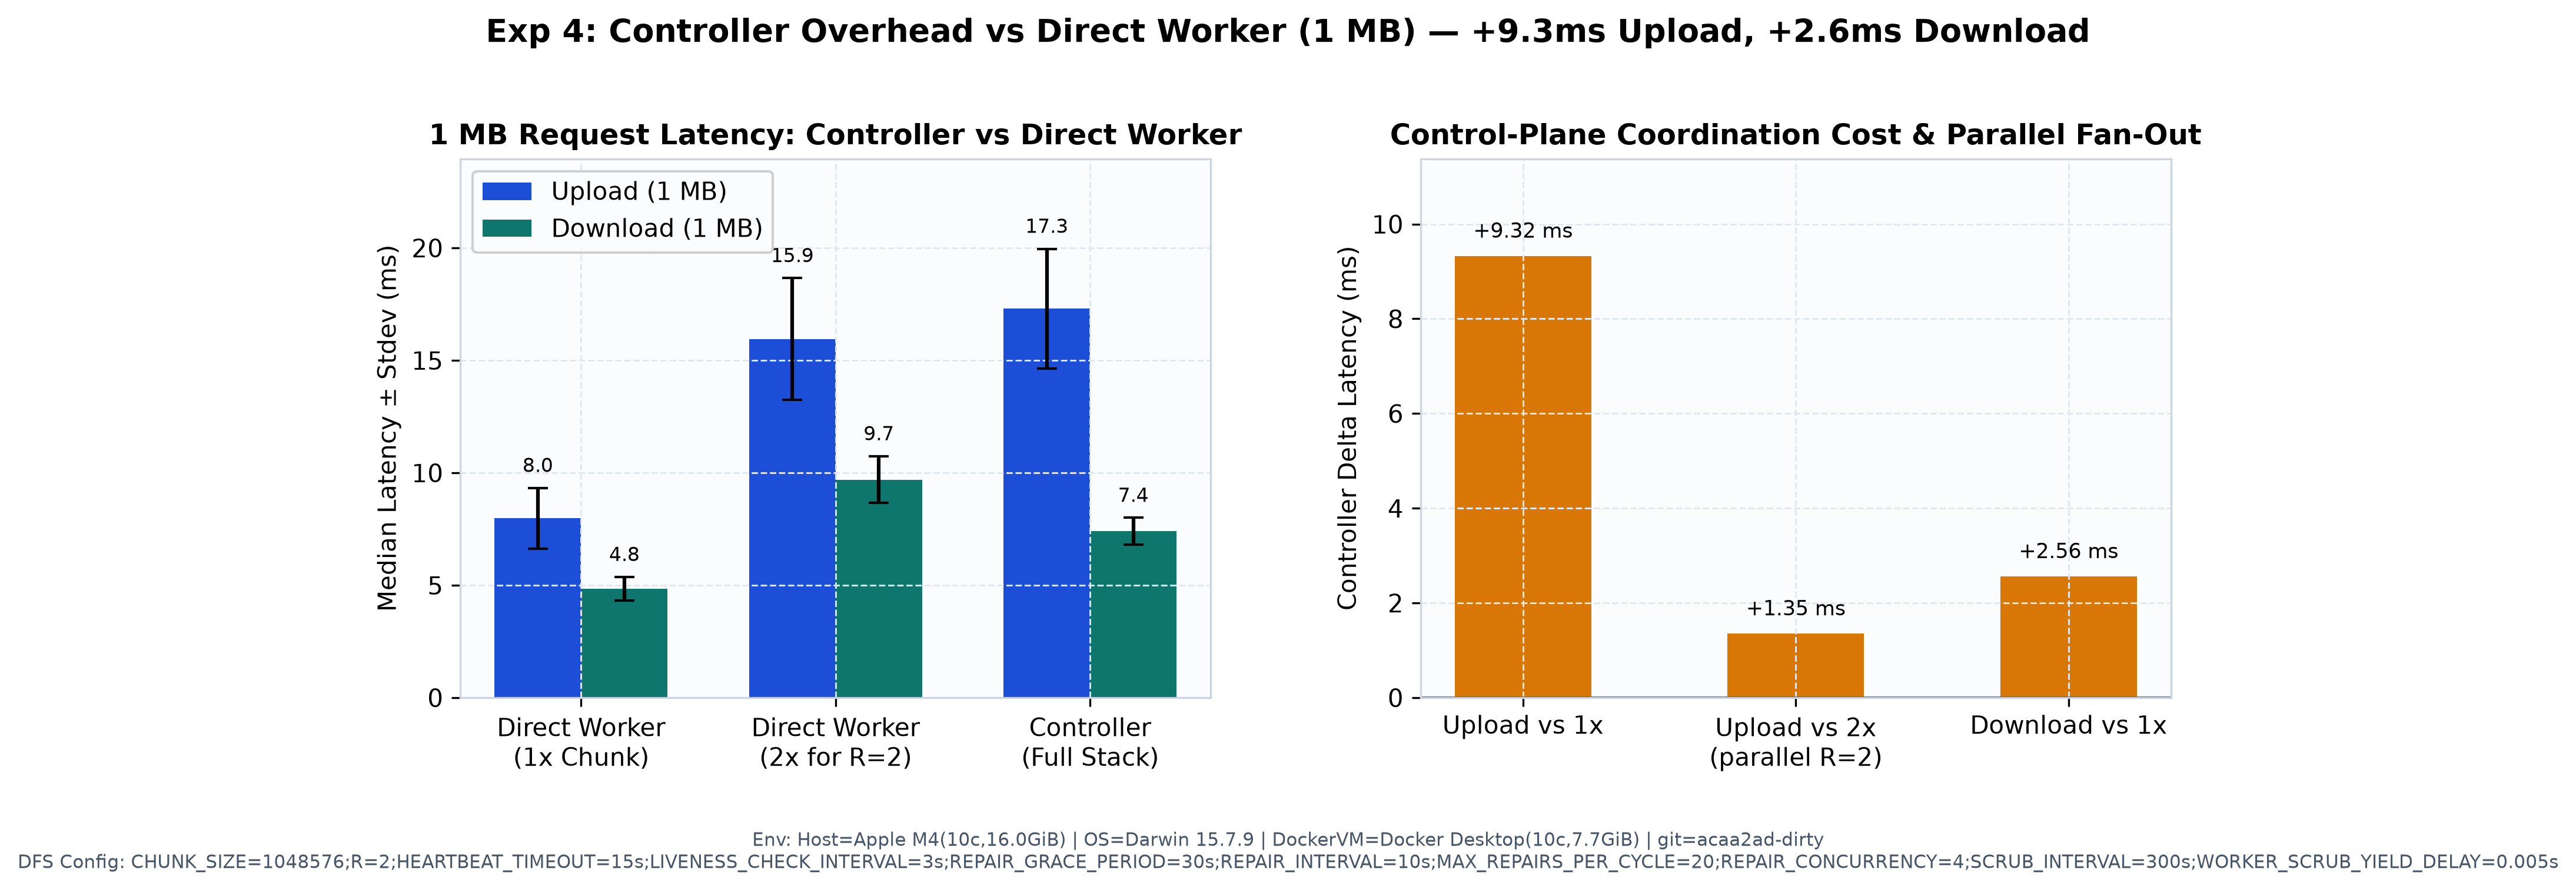 Exp 4: Controller Overhead vs Direct Worker (1 MB) — +9.3ms Upload, +2.6ms Download
1 MB Request Latency: Controller vs Direct Worker
Median Latency ± Stdev (ms)
20
15
10
5
0
Upload (1 MB)
Download (1 MB)
8.0
4.8
15.9
9.7
17.3
7.4
Direct Worker
(1x Chunk)
Direct Worker
(2x for R=2)
Controller
(Full Stack)
Control-Plane Coordination Cost & Parallel Fan-Out
Controller Delta Latency (ms)
10
8
6
4
2
0
+9.32 ms
+1.35 ms
+2.56 ms
Upload vs 1x
Upload vs 2x
(parallel R=2)
Download vs 1x
Env: Host=Apple M4(10c,16.0GiB) | OS=Darwin 15.7.9 | DockerVM=Docker Desktop(10c,7.7GiB) | git=acaa2ad-dirty
DFS Config: CHUNK_SIZE=1048576;R=2;HEARTBEAT_TIMEOUT=15s;LIVENESS_CHECK_INTERVAL=3s;REPAIR_GRACE_PERIOD=30s;REPAIR_INTERVAL=10s;MAX_REPAIRS_PER_CYCLE=20;REPAIR_CONCURRENCY=4;SCRUB_INTERVAL=300s;WORKER_SCRUB_YIELD_DELAY=0.005s